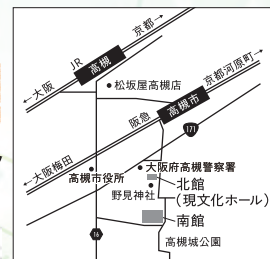 京都→
JR
高槻
←大阪
松坂屋高槻店
京都河原町→
高槻市
阪急
171
←大阪梅田
大阪府高槻警察署
高槻市役所
北館
(現文化ホール)
野見神社
南館
16
高槻城公園